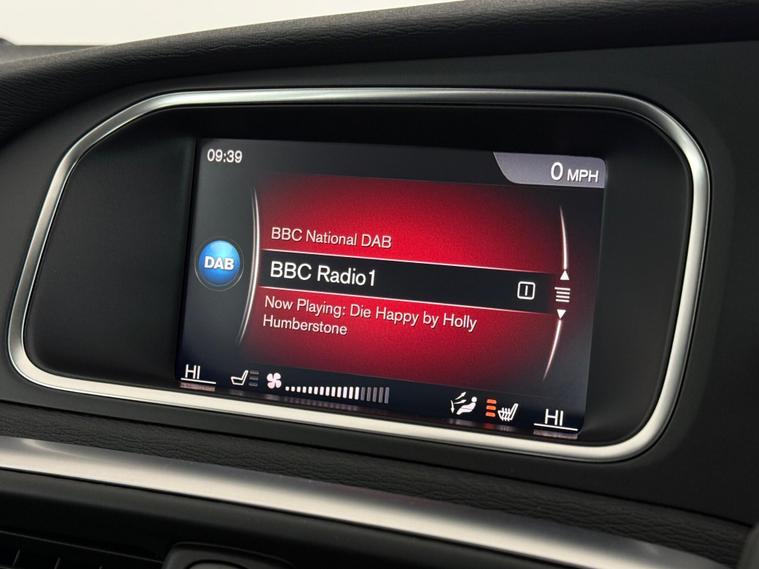 09:39
0 MPH
BBC National DAB
DAB
BBC Radio1
Now Playing: Die Happy by Holly
Humberstone
HI
HI